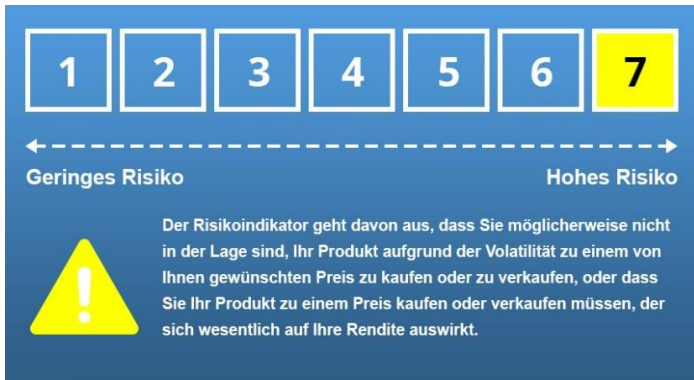 1 2 3 4 5 6 7
Geringes Risiko Hohes Risiko
Der Risikoindikator geht davon aus, dass Sie möglicherweise nicht
in der Lage sind, Ihr Produkt aufgrund der Volatilität zu einem von
Ihnen gewünschten Preis zu kaufen oder zu verkaufen, oder dass
Sie Ihr Produkt zu einem Preis kaufen oder verkaufen müssen, der
sich wesentlich auf Ihre Rendite auswirkt.